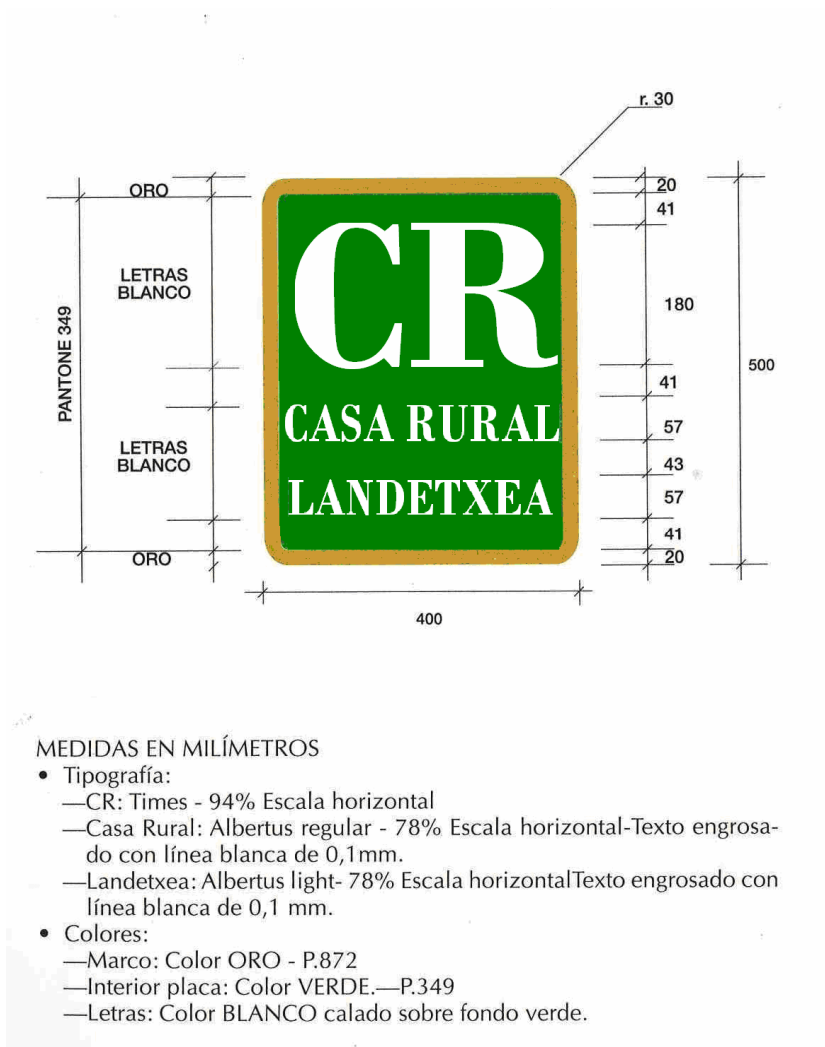 r. 30
ORO
20
41
LETRAS
BLANCO
180
PANTONE 349
CR
500
41
CASA RURAL
57
LETRAS
BLANCO
43
LANDETXEA
57
41
ORO
20
400
MEDIDAS EN MILÍMETROS
• Tipografía:
—CR: Times - 94% Escala horizontal
—Casa Rural: Albertus regular - 78% Escala horizontal-Texto engrosa-
do con línea blanca de 0,1mm.
—Landetxea: Albertus light- 78% Escala horizontalTexto engrosado con
línea blanca de 0,1 mm.
• Colores:
—Marco: Color ORO - P.872
—Interior placa: Color VERDE.—P.349
—Letras: Color BLANCO calado sobre fondo verde.